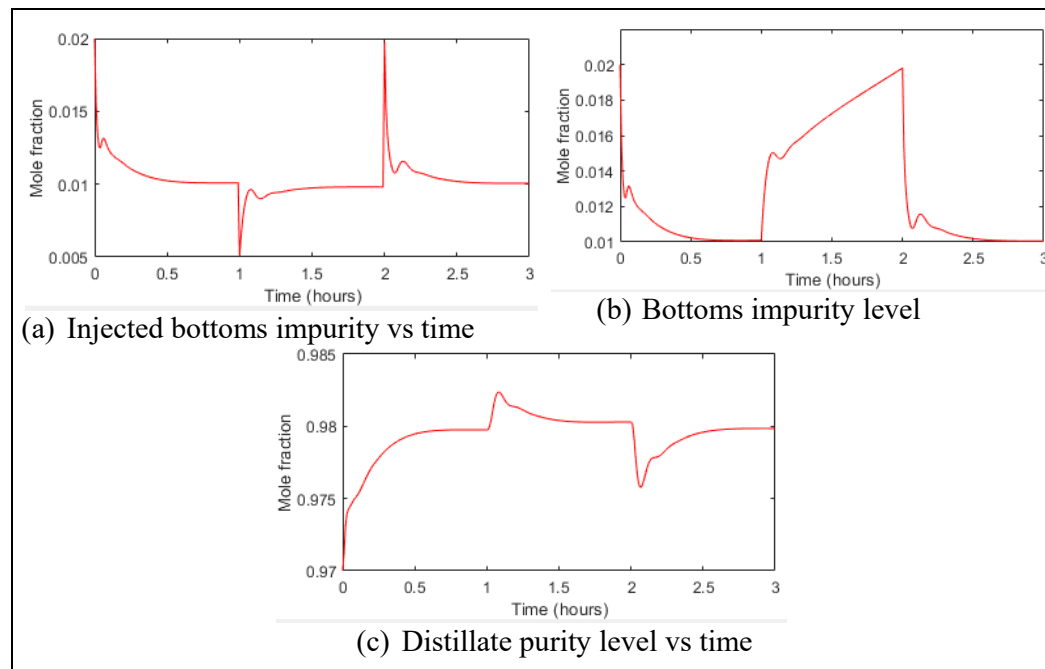 0.02
0.015
0.01
0.005
Mole fraction
0 0.5 1 1.5 2 2.5 3
Time (hours)
(a) Injected bottoms impurity vs time
0.02
0.018
0.016
0.014
0.012
0.01
Mole fraction
0 0.5 1 1.5 2 2.5 3
Time (hours)
(b) Bottoms impurity level
0.985
0.98
0.975
0.97
Mole fraction
0 0.5 1 1.5 2 2.5 3
Time (hours)
(c) Distillate purity level vs time